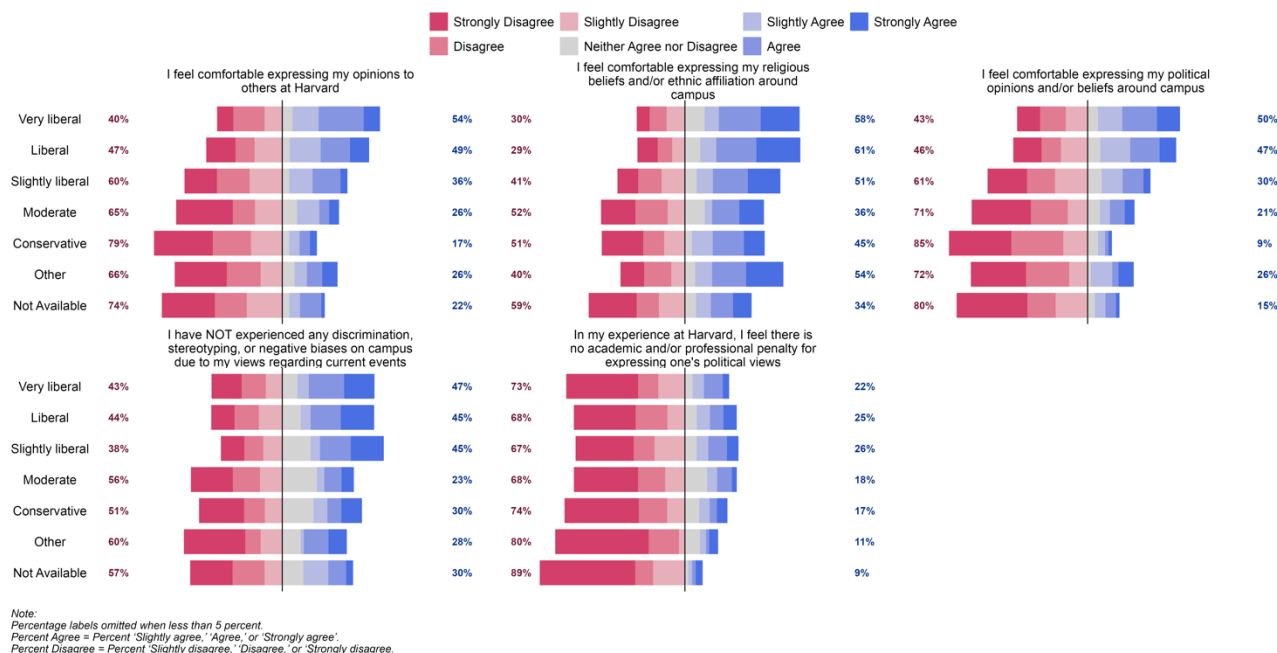 Strongly Disagree Slightly Disagree Slightly Agree Strongly Agree
Disagree Neither Agree nor Disagree Agree
I feel comfortable expressing my opinions to
others at Harvard
I feel comfortable expressing my religious
beliefs and/or ethnic affiliation around
campus
I feel comfortable expressing my political
opinions and/or beliefs around campus
Very liberal 40% 54% 30% 58% 43% 50%
Liberal 47% 49% 29% 61% 46% 47%
Slightly liberal 60% 36% 41% 51% 61% 30%
Moderate 65% 26% 52% 36% 71% 21%
Conservative 79% 17% 51% 45% 85% 9%
Other 66% 26% 40% 54% 72% 26%
Not Available 74% 22% 59% 34% 80% 15%
I have NOT experienced any discrimination,
stereotyping, or negative biases on campus
due to my views regarding current events
In my experience at Harvard, I feel there is
no academic and/or professional penalty for
expressing one's political views
Very liberal 43% 47% 73% 22%
Liberal 44% 45% 68% 25%
Slightly liberal 38% 45% 67% 26%
Moderate 56% 23% 68% 18%
Conservative 51% 30% 74% 17%
Other 60% 28% 80% 11%
Not Available 57% 30% 89% 9%
Note:
Percentage labels omitted when less than 5 percent.
Percent Agree = Percent 'Slightly agree,' 'Agree,' or 'Strongly agree'.
Percent Disagree = Percent 'Slightly disagree,' 'Disagree,' or 'Strongly disagree.